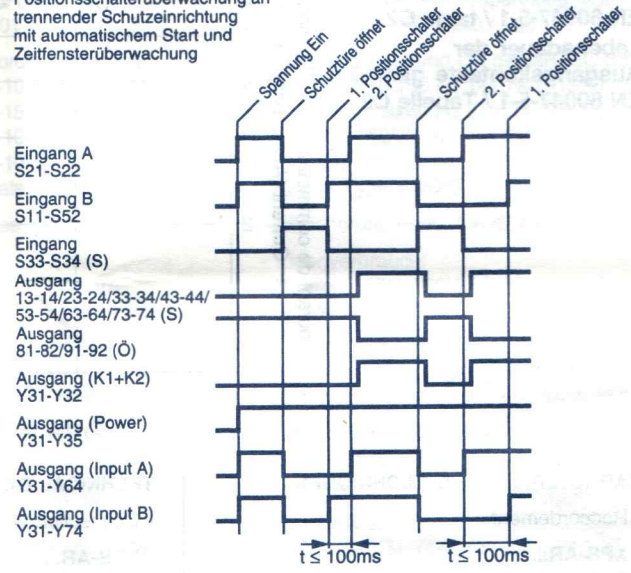 Positionsschalterüberwachung an
trennender Schutzeinrichtung
mit automatischem Start und
Zeitfensterüberwachung
Spannung Ein
Schutztüre öffnet
1. Positionsschalter
2. Positionsschalter
Schutztüre öffnet
2. Positionsschalter
1. Positionsschalter
Eingang A
S21-S22
Eingang B
S11-S52
Eingang
S33-S34 (S)
Ausgang
13-14/23-24/33-34/43-44/
53-54/63-64/73-74 (S)
Ausgang
81-82/91-92 (Ö)
Ausgang (K1+K2)
Y31-Y32
Ausgang (Power)
Y31-Y35
Ausgang (Input A)
Y31-Y64
Ausgang (Input B)
Y31-Y74
t ≤ 100ms
t ≤ 100ms